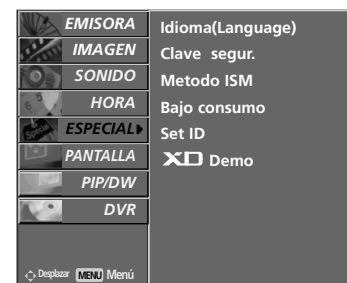 EMISORA
IMAGEN
SONIDO
HORA
ESPECIAL
PANTALLA
PIP/DW
DVR
Idioma(Language)
Clave segur.
Metodo ISM
Bajo consumo
Set ID
XD Demo
Desplazar MENU Menú